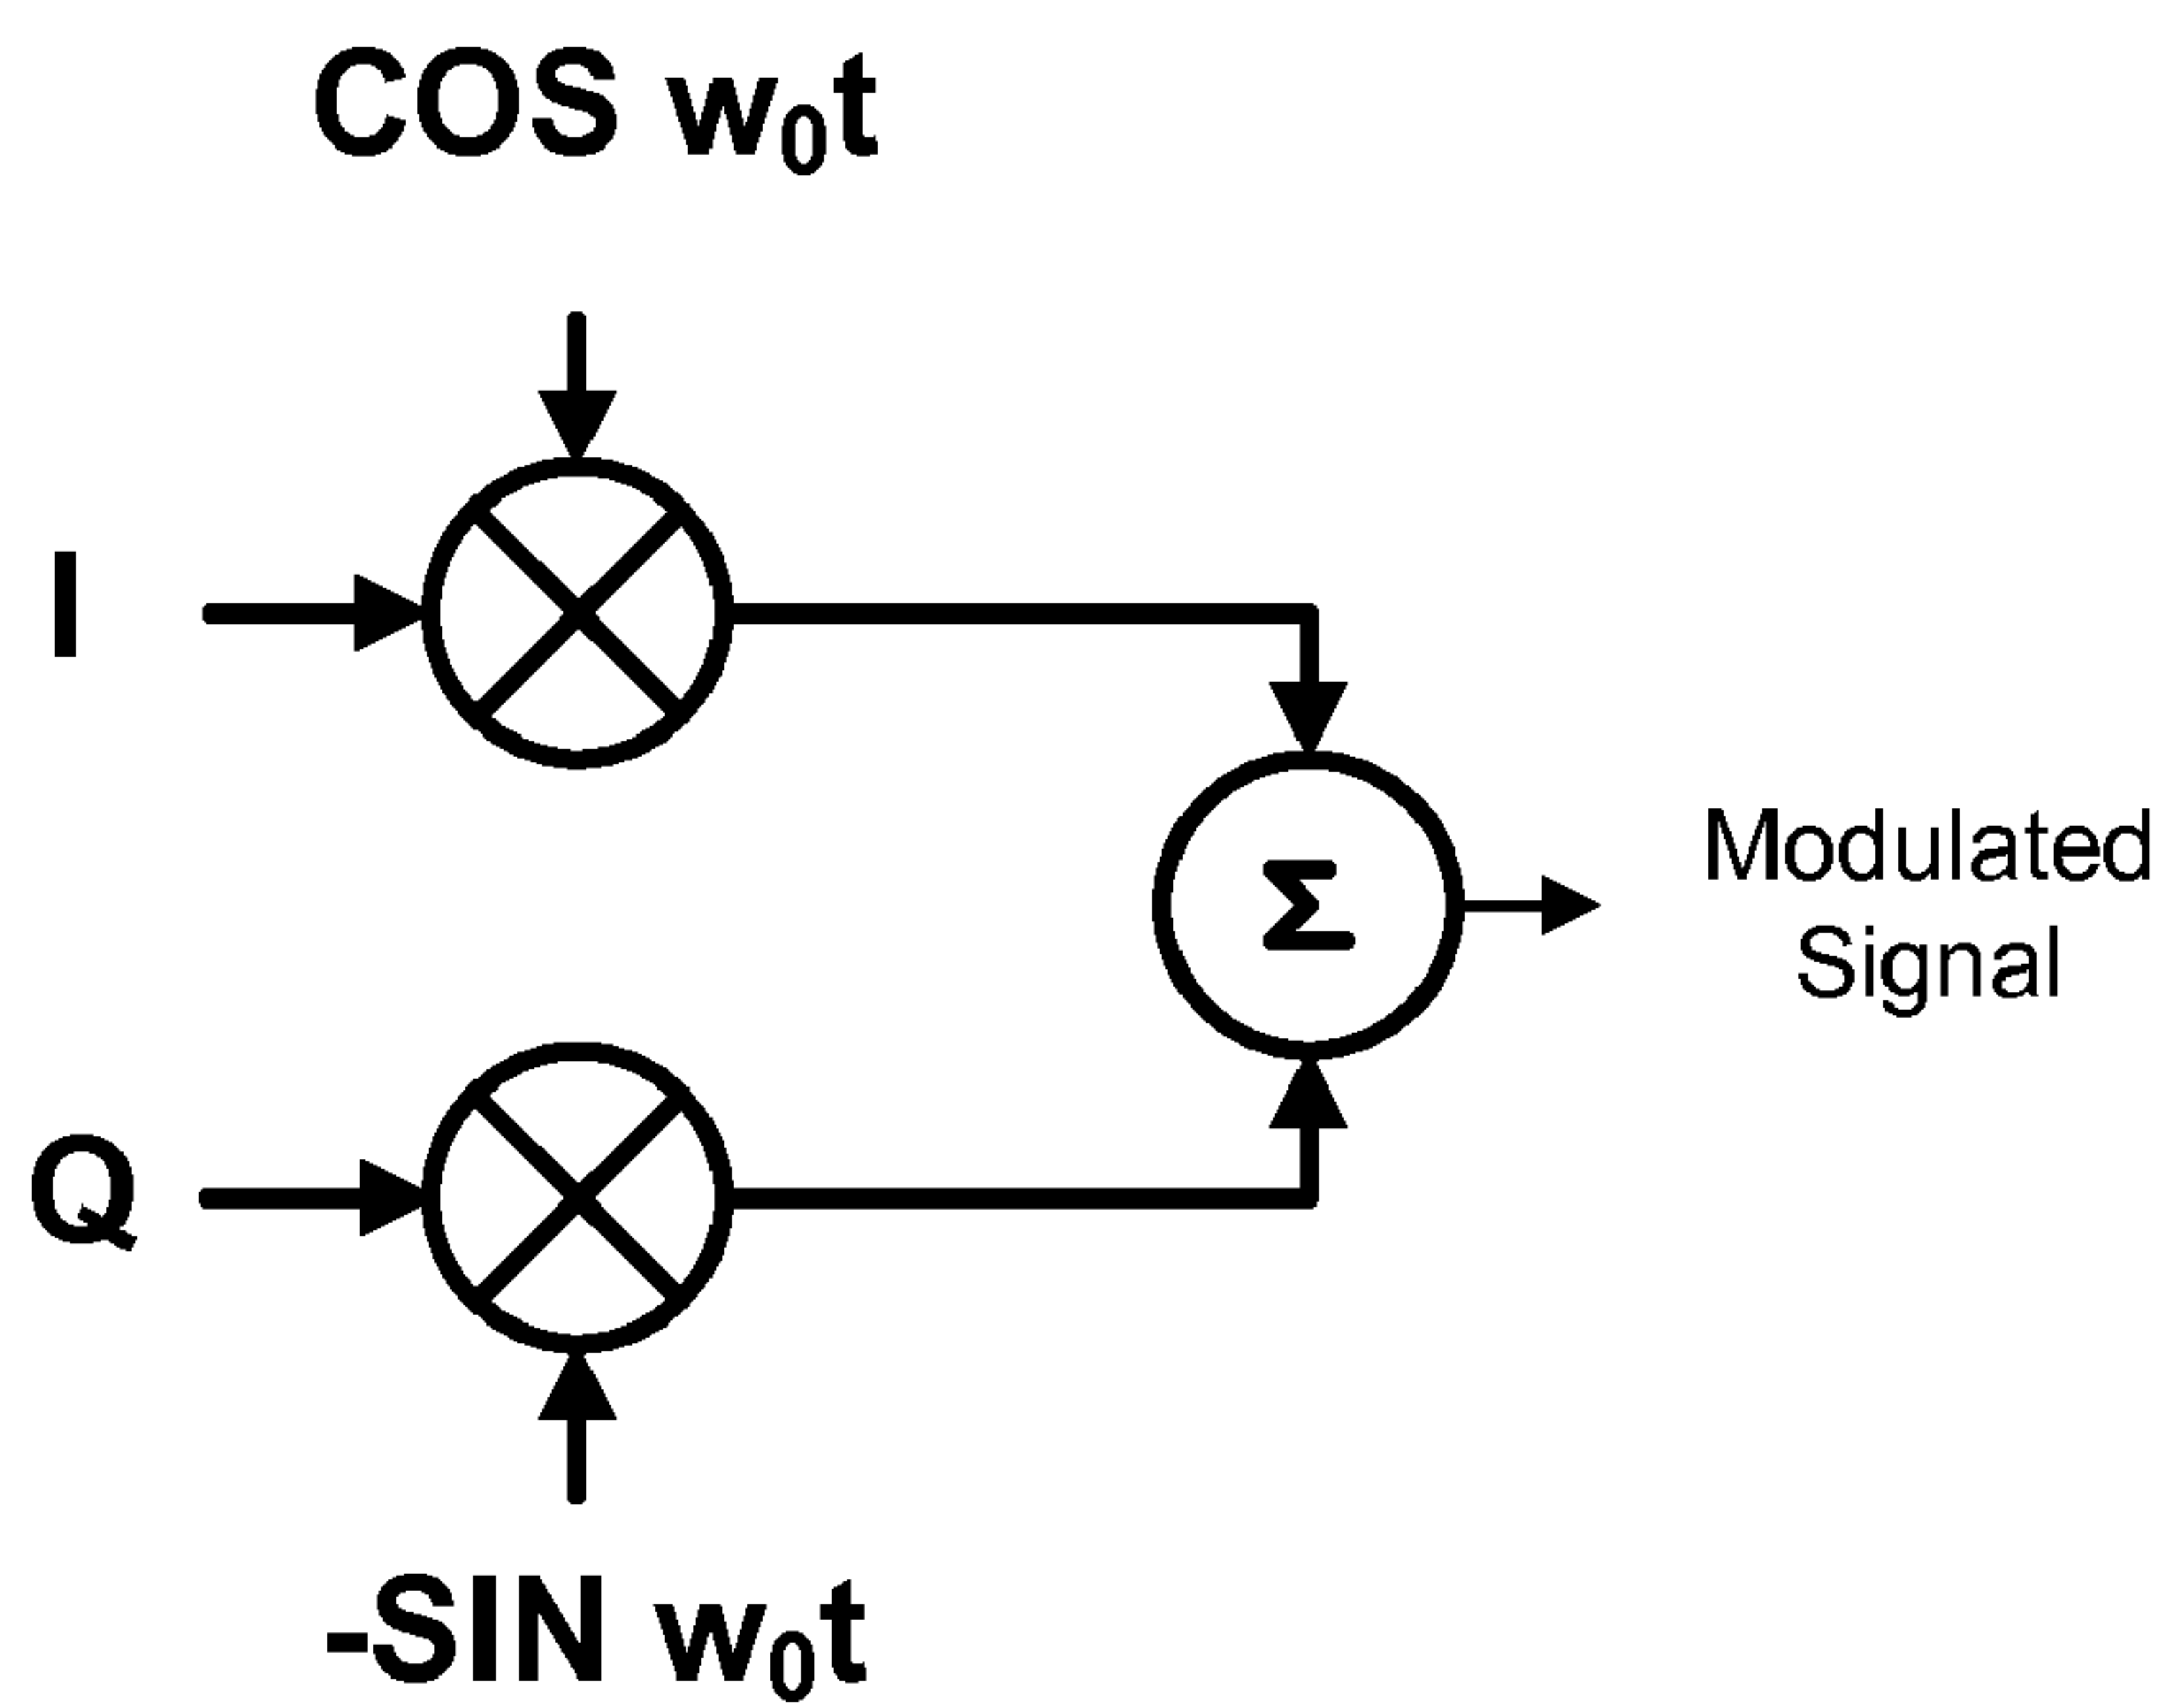 COS w₀t
I
Σ
Modulated
Signal
Q
-SIN w₀t